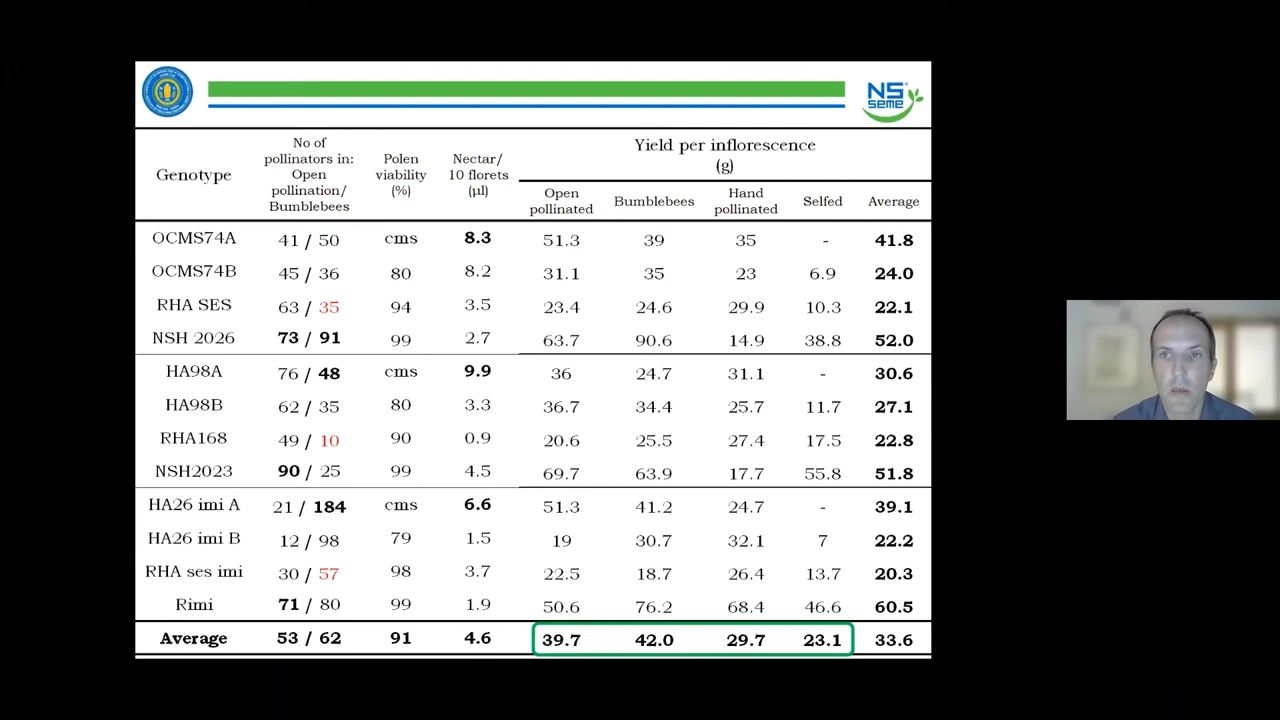 NS
seme
Genotype
No of
pollinators in:
Open
pollination/
Bumblebees
Polen
viability
(%)
Nectar/
10 florets
(µl)
Yield per inflorescence
(g)
Open
pollinated
Bumblebees
Hand
pollinated
Selfed
Average
OCMS74A 41 / 50 cms 8.3 51.3 39 35 - 41.8
OCMS74B 45 / 36 80 8.2 31.1 35 23 6.9 24.0
RHA SES 63 / 35 94 3.5 23.4 24.6 29.9 10.3 22.1
NSH 2026 73 / 91 99 2.7 63.7 90.6 14.9 38.8 52.0
HA98A 76 / 48 cms 9.9 36 24.7 31.1 - 30.6
HA98B 62 / 35 80 3.3 36.7 34.4 25.7 11.7 27.1
RHA168 49 / 10 90 0.9 20.6 25.5 27.4 17.5 22.8
NSH2023 90 / 25 99 4.5 69.7 63.9 17.7 55.8 51.8
HA26 imi A 21 / 184 cms 6.6 51.3 41.2 24.7 - 39.1
HA26 imi B 12 / 98 79 1.5 19 30.7 32.1 7 22.2
RHA ses imi 30 / 57 98 3.7 22.5 18.7 26.4 13.7 20.3
Rimi 71 / 80 99 1.9 50.6 76.2 68.4 46.6 60.5
Average 53 / 62 91 4.6 39.7 42.0 29.7 23.1 33.6